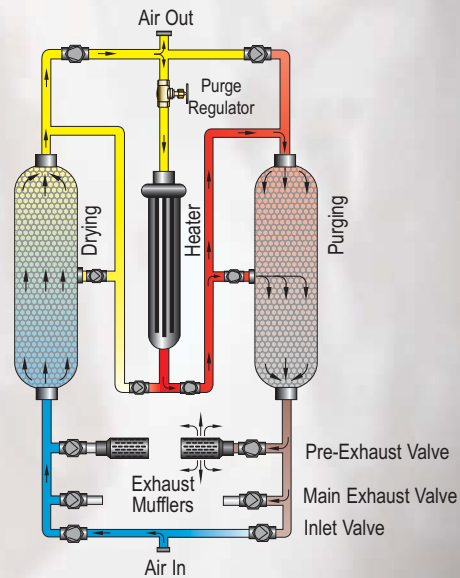 Air Out
Purge
Regulator
Drying
Heater
Purging
Pre-Exhaust Valve
Exhaust
Mufflers
Main Exhaust Valve
Inlet Valve
Air In